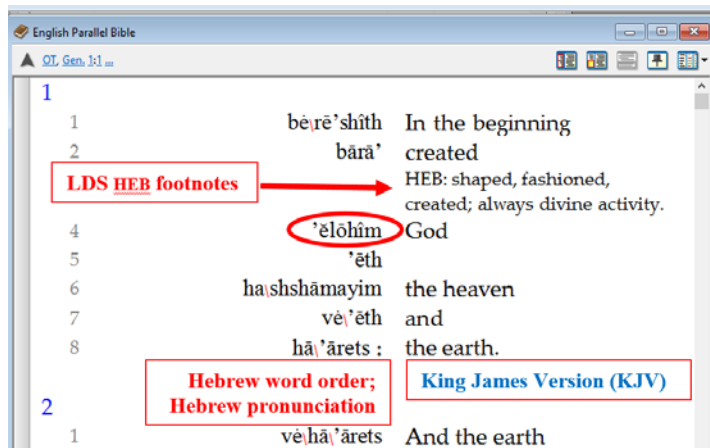 English Parallel Bible
OT, Gen. 1:1 ...
1
1 bė\rē’shîth In the beginning
2 bārā’ created
LDS HEB footnotes
HEB: shaped, fashioned,
created; always divine activity.
4 ’ĕlōhîm God
5 ’ēth
6 ha\shshāmayim the heaven
7 vė\’ēth and
8 hā\’ārets : the earth.
Hebrew word order;
Hebrew pronunciation
King James Version (KJV)
2
1 vė\hā\’ārets And the earth